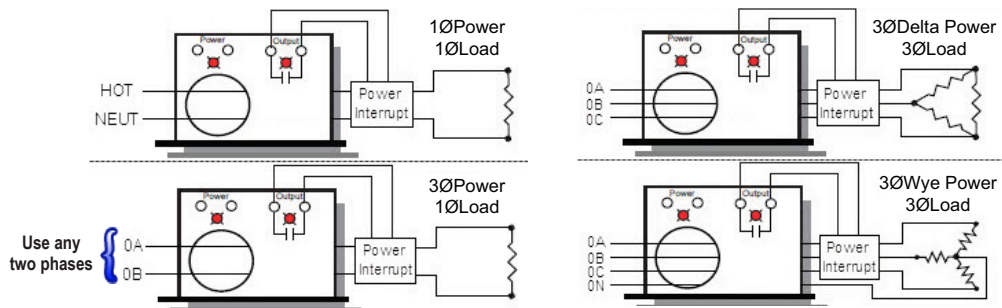 1ØPower
1ØLoad
Power
Output
HOT
NEUT
Power
Interrupt
3ØDelta Power
3ØLoad
Power
Output
0A
0B
0C
Power
Interrupt
3ØPower
1ØLoad
Power
Output
Use any
two phases
0A
0B
Power
Interrupt
3ØWye Power
3ØLoad
Power
Output
0A
0B
0C
0N
Power
Interrupt